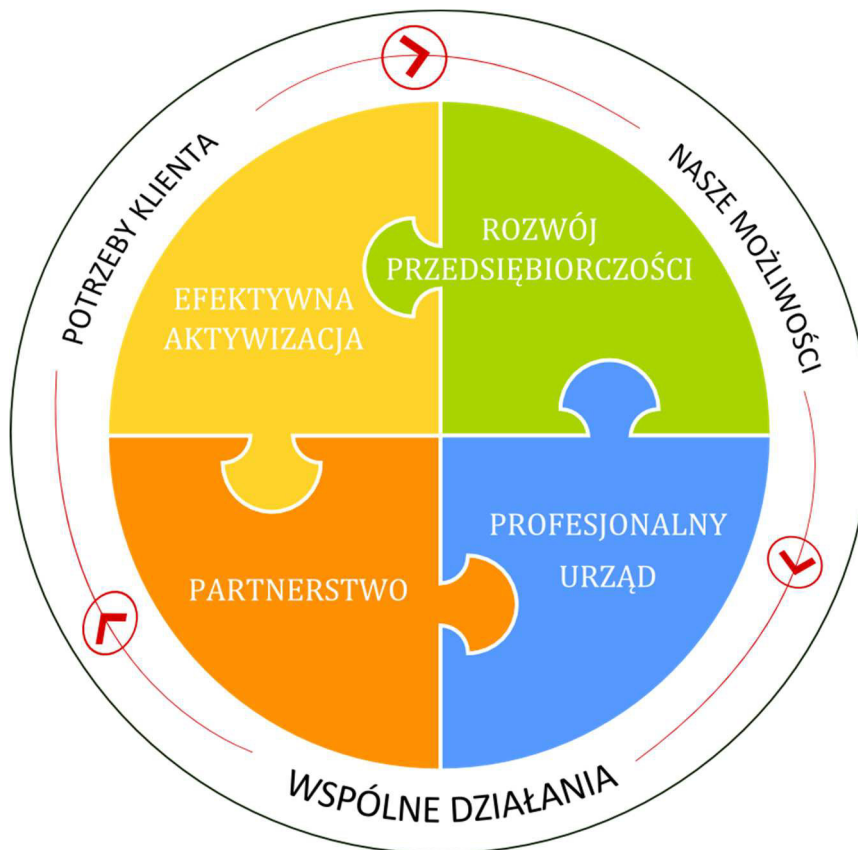 POTRZEBY KLIENTA
NASZE MOŻLIWOŚCI
ROZWÓJ
PRZEDSIĘBIORCZOŚCI
EFEKTYWNA
AKTYWIZACJA
PROFESJONALNY
URZĄD
PARTNERSTWO
WSPÓLNE DZIAŁANIA